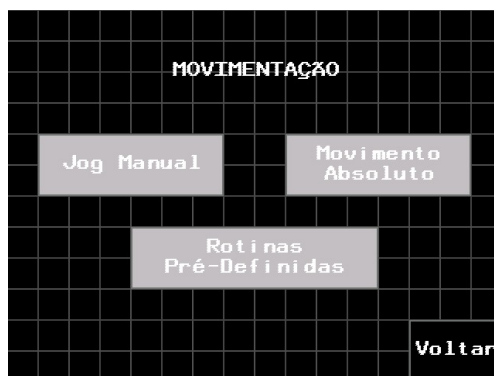 MOVIMENTAÇÃO
Jog Manual
Movimento
Absoluto
Rotinas
Pré-Definidas
Voltar